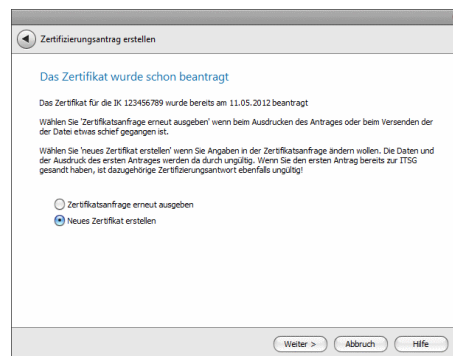 Zertifizierungsantrag erstellen
Das Zertifikat wurde schon beantragt
Das Zertifikat für die IK 123456789 wurde bereits am 11.05.2012 beantragt
Wählen Sie 'Zertifikatsanfrage erneut ausgeben' wenn beim Ausdrucken des Antrages oder beim Versenden der
der Datei etwas schief gegangen ist.
Wählen Sie 'neues Zertifikat erstellen' wenn Sie Angaben in der Zertifikatsanfrage ändern wollen. Die Daten und
der Ausdruck des ersten Antrages werden da durch ungültig. Wenn Sie den ersten Antrag bereits zur ITSG
gesandt haben, ist dazugehörige Zertifizierungsantwort ebenfalls ungültig!
Zertifikatsanfrage erneut ausgeben
Neues Zertifikat erstellen
Weiter > Abbruch Hilfe